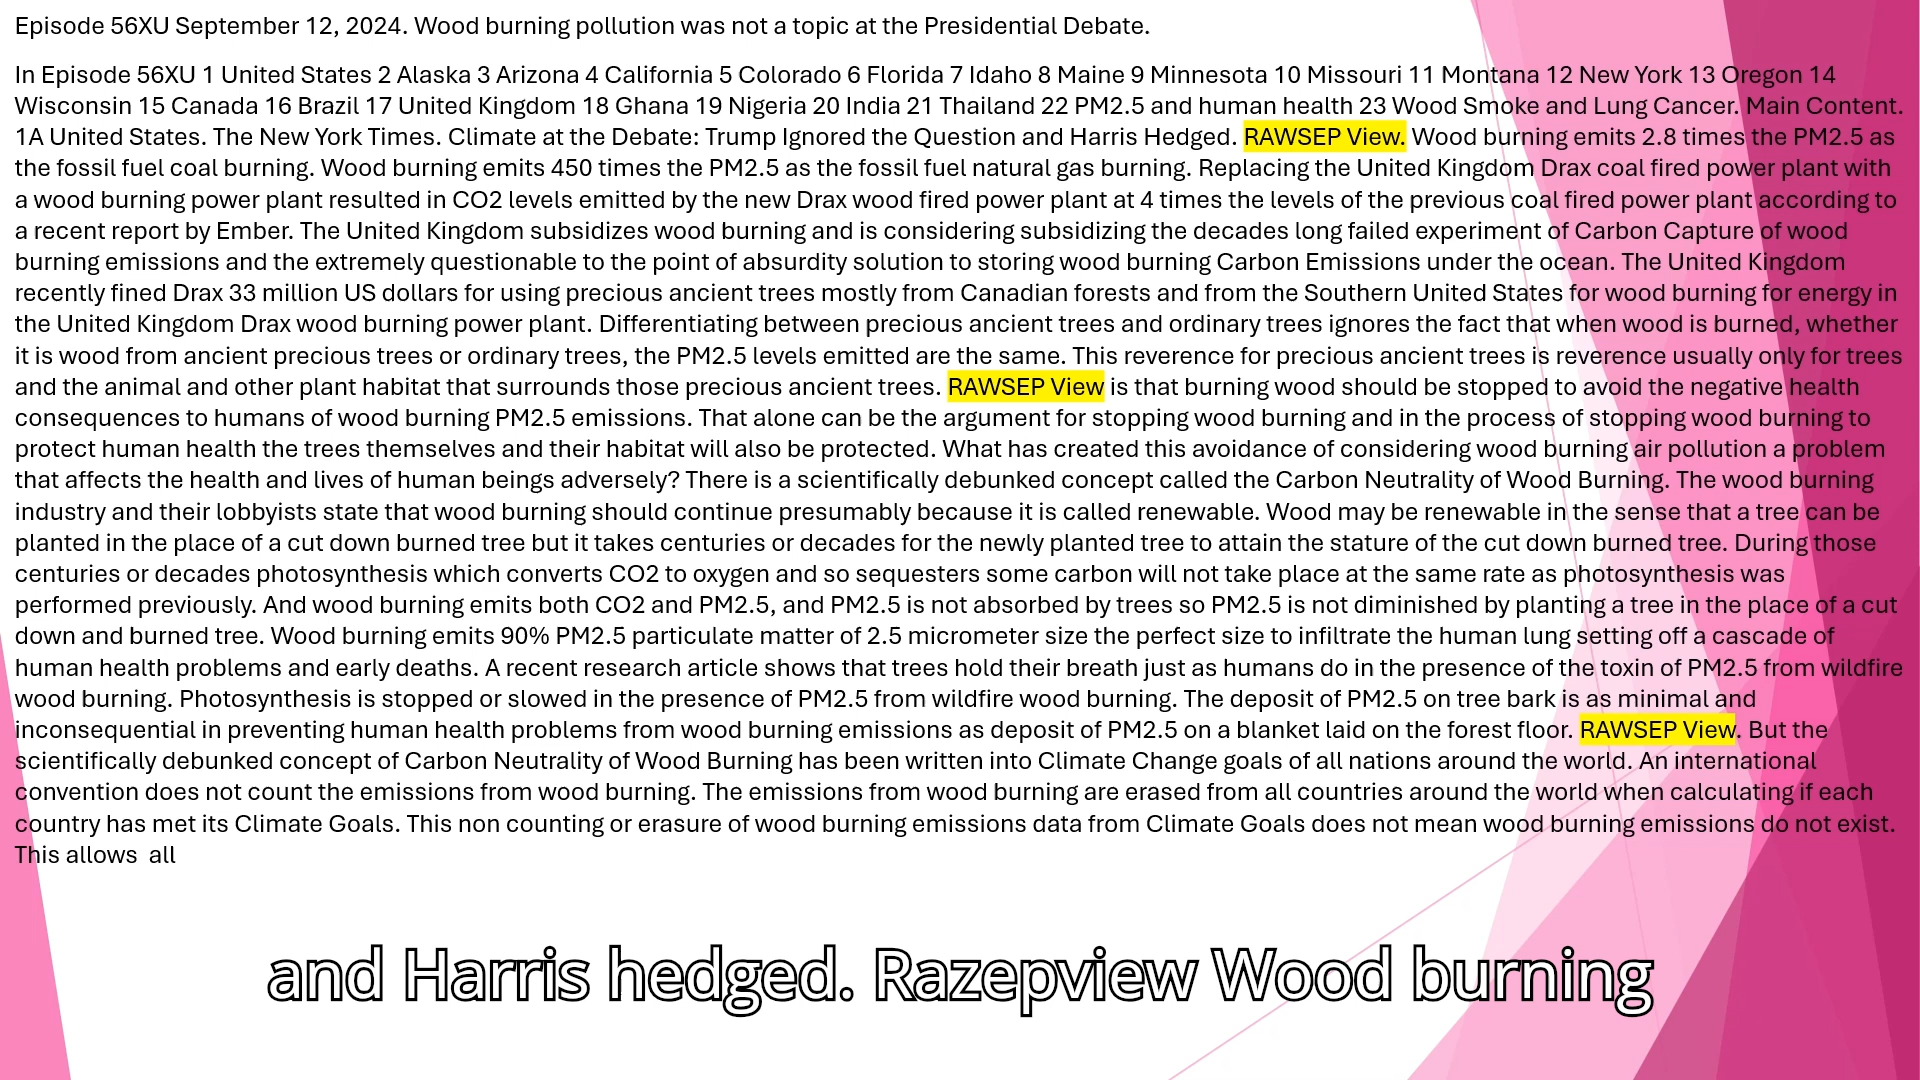 Episode 56XU September 12, 2024. Wood burning pollution was not a topic at the Presidential Debate.
In Episode 56XU 1 United States 2 Alaska 3 Arizona 4 California 5 Colorado 6 Florida 7 Idaho 8 Maine 9 Minnesota 10 Missouri 11 Montana 12 New York 13 Oregon 14
Wisconsin 15 Canada 16 Brazil 17 United Kingdom 18 Ghana 19 Nigeria 20 India 21 Thailand 22 PM2.5 and human health 23 Wood Smoke and Lung Cancer. Main Content.
1A United States. The New York Times. Climate at the Debate: Trump Ignored the Question and Harris Hedged. RAWSEP View. Wood burning emits 2.8 times the PM2.5 as
the fossil fuel coal burning. Wood burning emits 450 times the PM2.5 as the fossil fuel natural gas burning. Replacing the United Kingdom Drax coal fired power plant with
a wood burning power plant resulted in CO2 levels emitted by the new Drax wood fired power plant at 4 times the levels of the previous coal fired power plant according to
a recent report by Ember. The United Kingdom subsidizes wood burning and is considering subsidizing the decades long failed experiment of Carbon Capture of wood
burning emissions and the extremely questionable to the point of absurdity solution to storing wood burning Carbon Emissions under the ocean. The United Kingdom
recently fined Drax 33 million US dollars for using precious ancient trees mostly from Canadian forests and from the Southern United States for wood burning for energy in
the United Kingdom Drax wood burning power plant. Differentiating between precious ancient trees and ordinary trees ignores the fact that when wood is burned, whether
it is wood from ancient precious trees or ordinary trees, the PM2.5 levels emitted are the same. This reverence for precious ancient trees is reverence usually only for trees
and the animal and other plant habitat that surrounds those precious ancient trees. RAWSEP View is that burning wood should be stopped to avoid the negative health
consequences to humans of wood burning PM2.5 emissions. That alone can be the argument for stopping wood burning and in the process of stopping wood burning to
protect human health the trees themselves and their habitat will also be protected. What has created this avoidance of considering wood burning air pollution a problem
that affects the health and lives of human beings adversely? There is a scientifically debunked concept called the Carbon Neutrality of Wood Burning. The wood burning
industry and their lobbyists state that wood burning should continue presumably because it is called renewable. Wood may be renewable in the sense that a tree can be
planted in the place of a cut down burned tree but it takes centuries or decades for the newly planted tree to attain the stature of the cut down burned tree. During those
centuries or decades photosynthesis which converts CO2 to oxygen and so sequesters some carbon will not take place at the same rate as photosynthesis was
performed previously. And wood burning emits both CO2 and PM2.5, and PM2.5 is not absorbed by trees so PM2.5 is not diminished by planting a tree in the place of a cut
down and burned tree. Wood burning emits 90% PM2.5 particulate matter of 2.5 micrometer size the perfect size to infiltrate the human lung setting off a cascade of
human health problems and early deaths. A recent research article shows that trees hold their breath just as humans do in the presence of the toxin of PM2.5 from wildfire
wood burning. Photosynthesis is stopped or slowed in the presence of PM2.5 from wildfire wood burning. The deposit of PM2.5 on tree bark is as minimal and
inconsequential in preventing human health problems from wood burning emissions as deposit of PM2.5 on a blanket laid on the forest floor. RAWSEP View. But the
scientifically debunked concept of Carbon Neutrality of Wood Burning has been written into Climate Change goals of all nations around the world. An international
convention does not count the emissions from wood burning. The emissions from wood burning are erased from all countries around the world when calculating if each
country has met its Climate Goals. This non counting or erasure of wood burning emissions data from Climate Goals does not mean wood burning emissions do not exist.
This allows  all
and Harris hedged. Razepview Wood burning